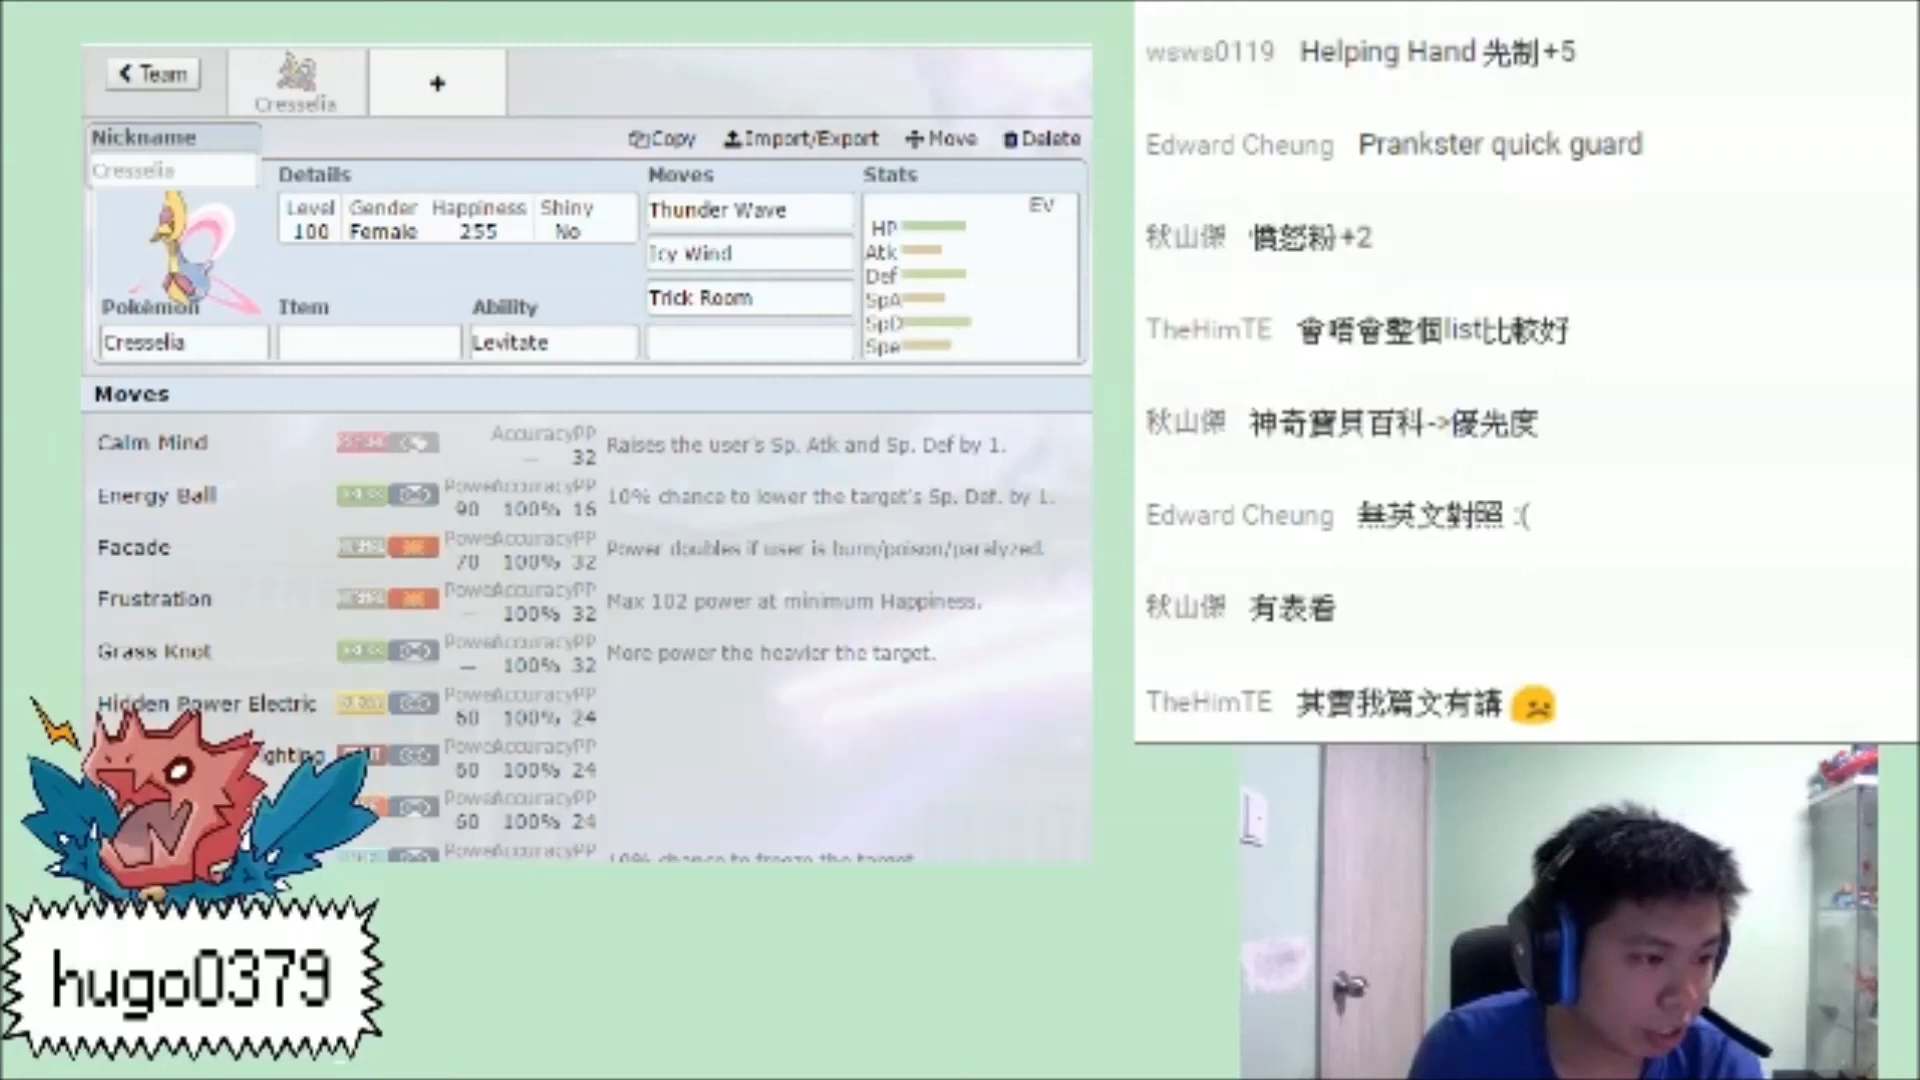 Team
Cresselia
+
Nickname
Cresselia
Copy Import/Export Move Delete
Details Moves Stats
Level Gender Happiness Shiny
100 Female 255 No
Thunder Wave
Icy Wind
Trick Room
EV
HP
Atk
Def
SpA
SpD
Spe
Pokémon Item Ability
Cresselia Levitate
Moves
Calm Mind Accuracy PP — 32 Raises the user's Sp. Atk and Sp. Def by 1.
Energy Ball Power Accuracy PP 90 100% 16 10% chance to lower the target's Sp. Def. by 1.
Facade Power Accuracy PP 70 100% 32 Power doubles if user is burn/poison/paralyzed.
Frustration Power Accuracy PP — 100% 32 Max 102 power at minimum Happiness.
Grass Knot Power Accuracy PP — 100% 32 More power the heavier the target.
Hidden Power Electric Power Accuracy PP 60 100% 24
ghting Power Accuracy PP 60 100% 24
Power Accuracy PP 60 100% 24
Power Accuracy PP 10% chance to freeze the target.
hugo0379
wsws0119 Helping Hand 先制+5
Edward Cheung Prankster quick guard
秋山傑 憤怒粉+2
TheHimTE 會唔會整個list比較好
秋山傑 神奇寶貝百科->優先度
Edward Cheung 無英文對照 :(
秋山傑 有表看
TheHimTE 其實我篇文有講